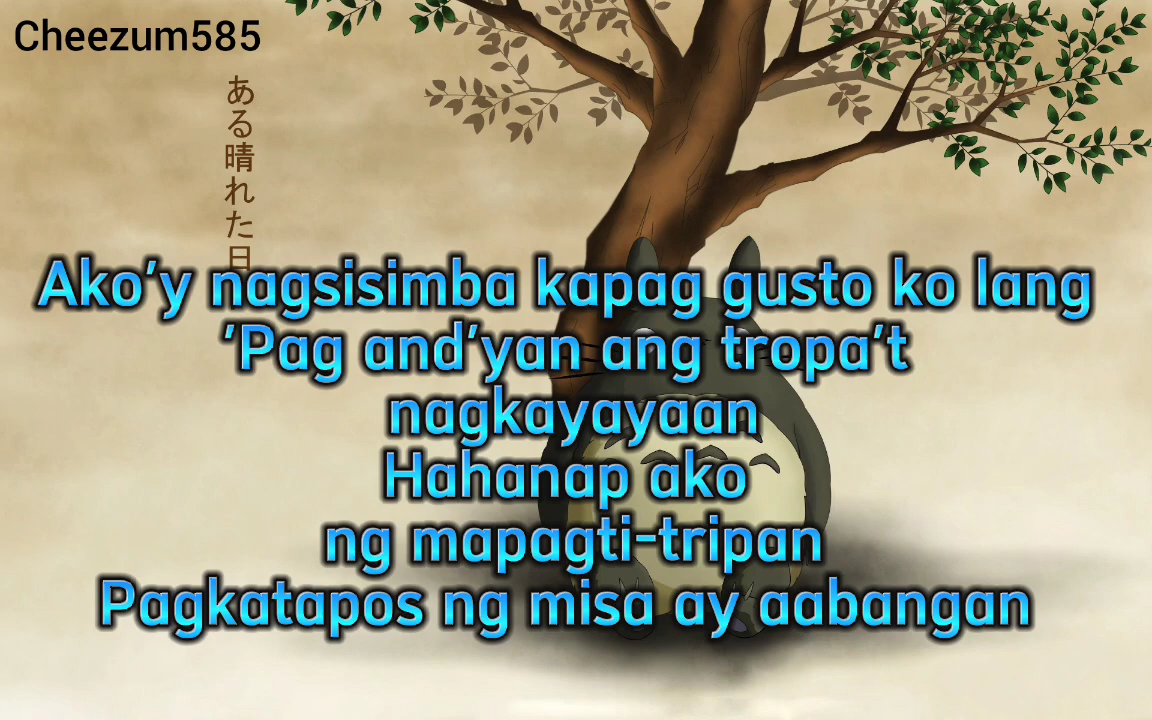 Cheezum585
ある晴れた日
Ako'y nagsisimba kapag gusto ko lang
'Pag and'yan ang tropa't
nagkayayaan
Hahanap ako
ng mapagti-tripan
Pagkatapos ng misa ay aabangan